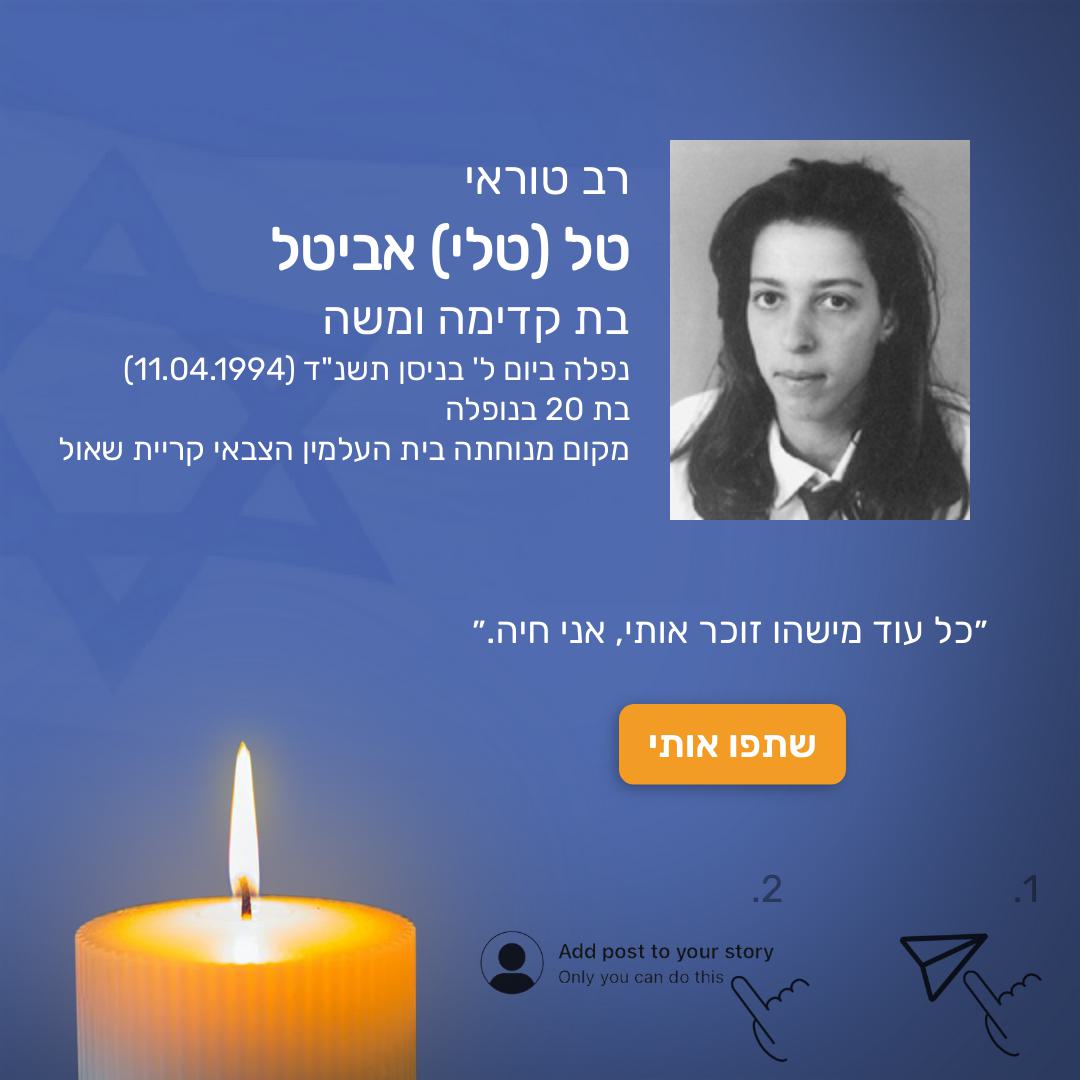 רב טוראי
טל (טלי) אביטל
בת קדימה ומשה
נפלה ביום ל' בניסן תשנ"ד (11.04.1994)
בת 20 בנופלה
מקום מנוחתה בית העלמין הצבאי קריית שאול
״כל עוד מישהו זוכר אותי, אני חיה.״
שתפו אותי
.1
.2
Add post to your story
Only you can do this